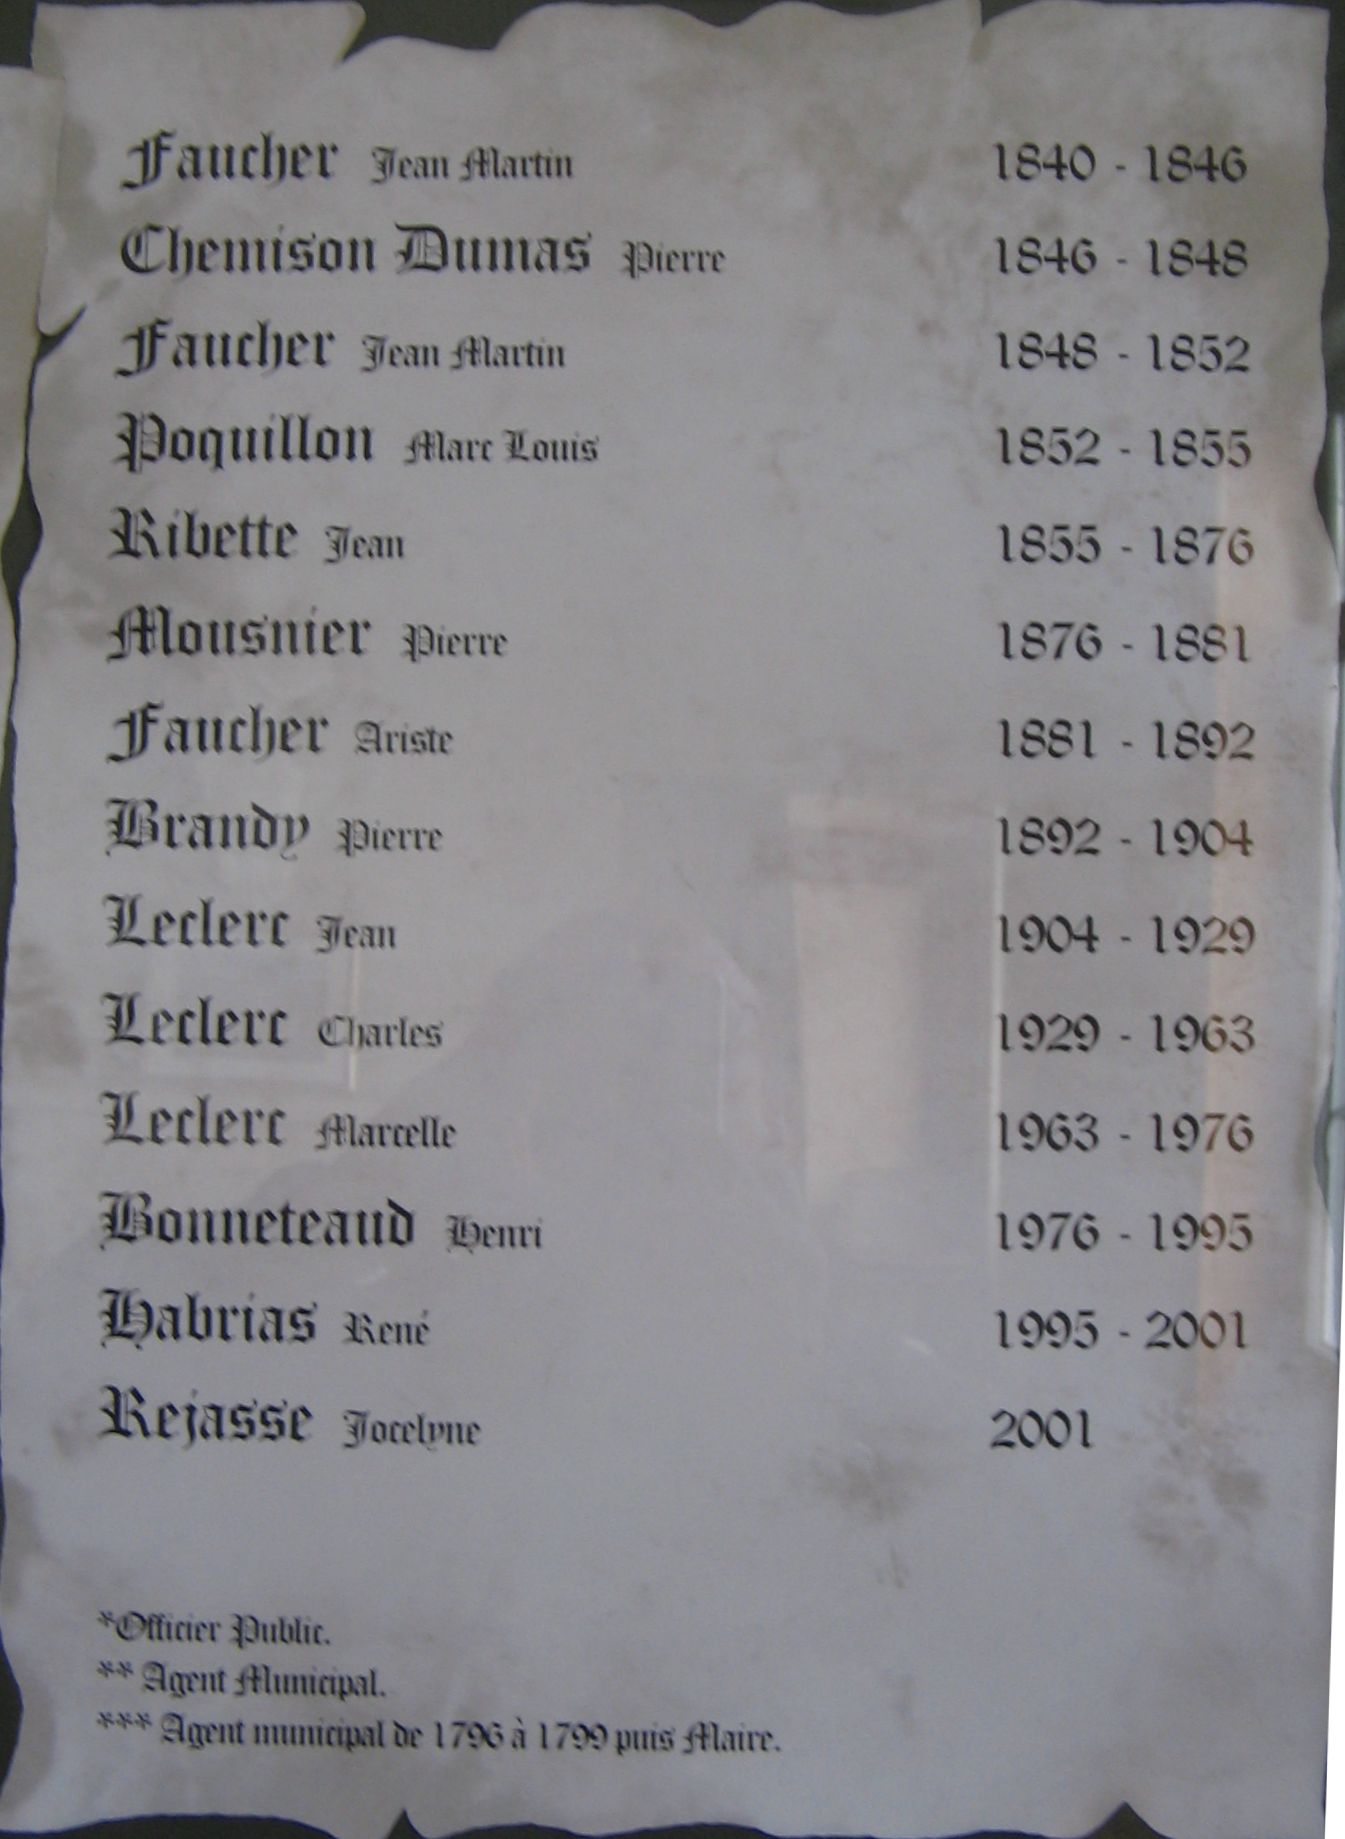 Faucher Jean Martin 1840 - 1846
Chemison Dumas Pierre 1846 - 1848
Faucher Jean Martin 1848 - 1852
Poquillon Marc Louis 1852 - 1855
Ribette Jean 1855 - 1876
Mousnier Pierre 1876 - 1881
Faucher Ariste 1881 - 1892
Brandy Pierre 1892 - 1904
Leclerc Jean 1904 - 1929
Leclerc Charles 1929 - 1963
Leclerc Marcelle 1963 - 1976
Bonneteaud Henri 1976 - 1995
Habrias René 1995 - 2001
Rejasse Jocelyne 2001
*Officier Public.
** Agent Municipal.
*** Agent municipal de 1796 à 1799 puis Maire.